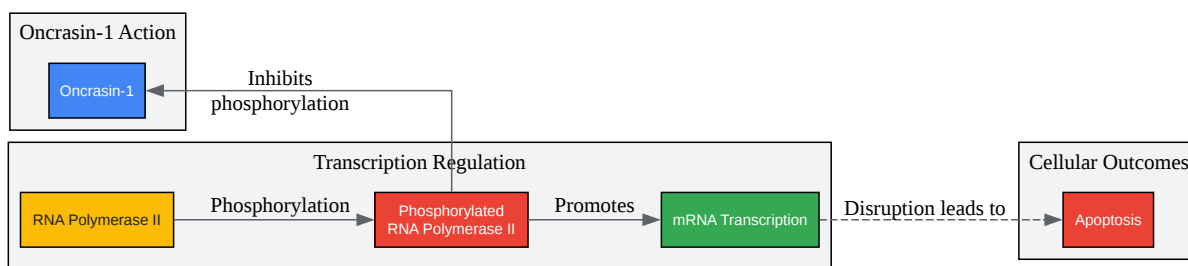 Oncrasin-1 Action
Oncrasin-1
Inhibits
phosphorylation
Transcription Regulation
RNA Polymerase II
Phosphorylation
Phosphorylated
RNA Polymerase II
Promotes
mRNA Transcription
Disruption leads to
Cellular Outcomes
Apoptosis